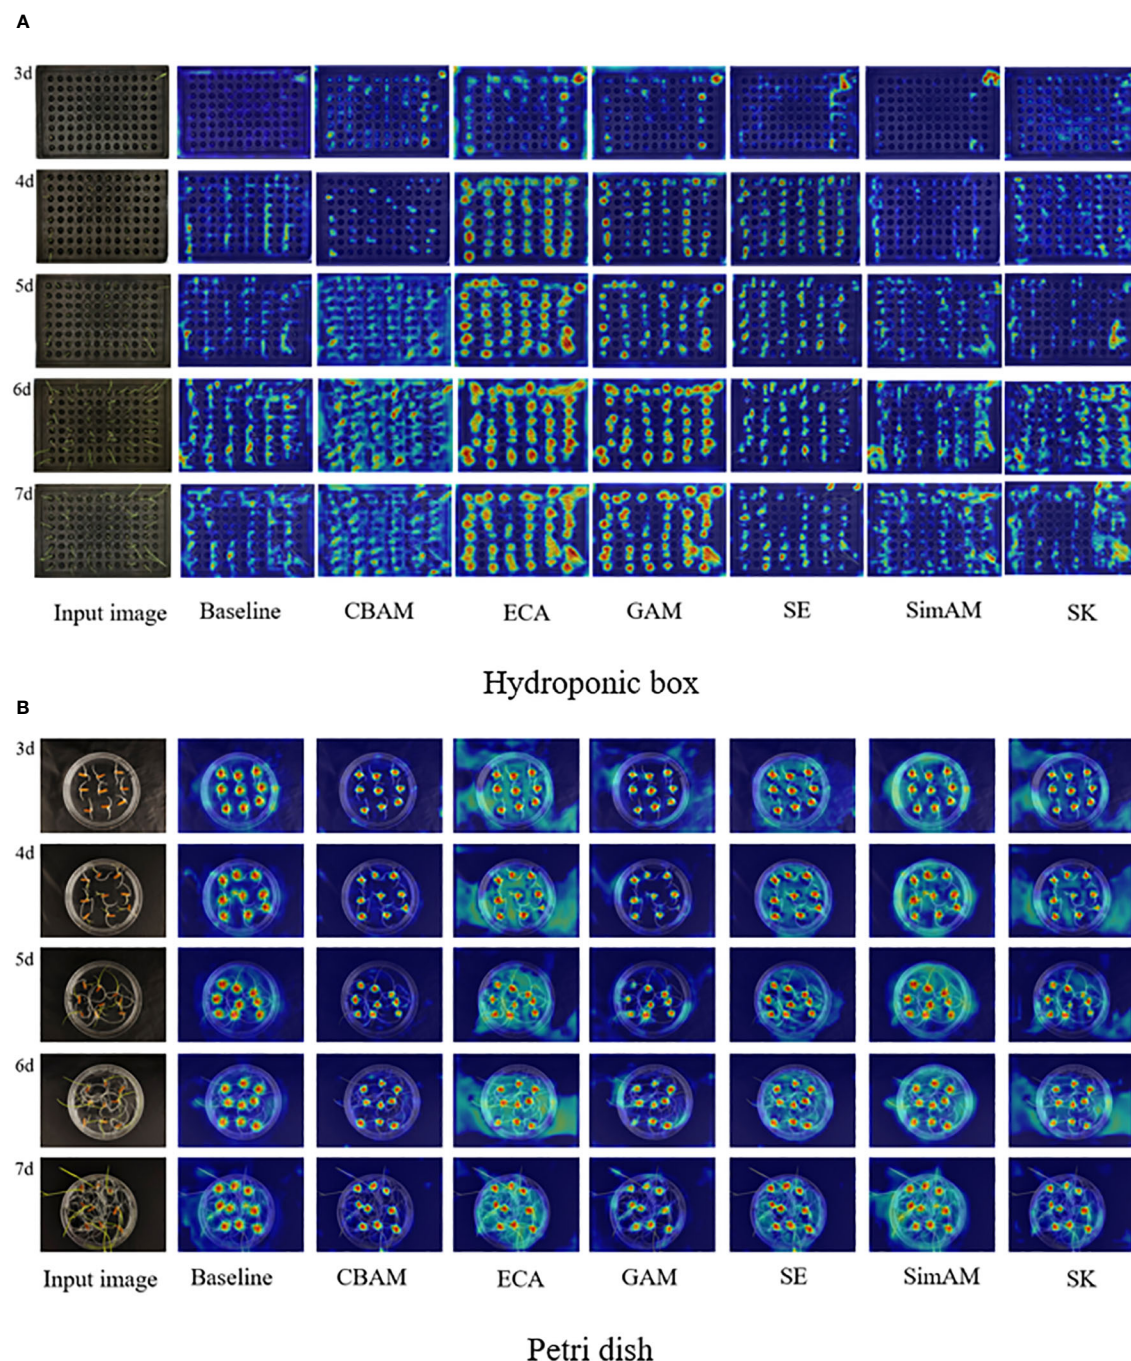 A
3d
4d
5d
6d
7d
Input image Baseline CBAM ECA GAM SE SimAM SK
Hydroponic box
B
3d
4d
5d
6d
7d
Input image Baseline CBAM ECA GAM SE SimAM SK
Petri dish